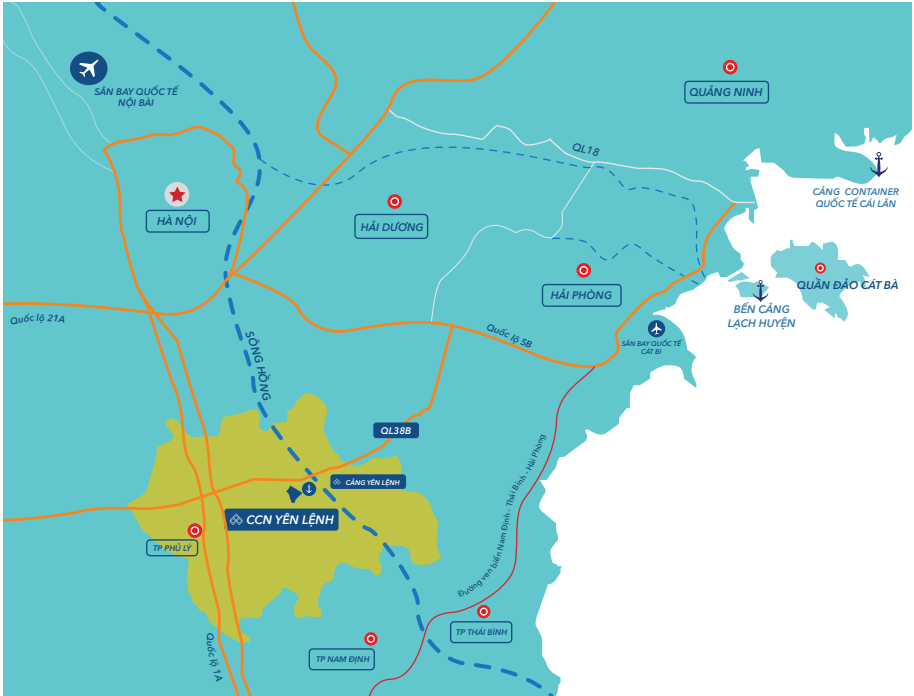 SÂN BAY QUỐC TẾ
NỘI BÀI
QUẢNG NINH
QL18
CẢNG CONTAINER
QUỐC TẾ CÁI LÂN
HÀ NỘI
HẢI DƯƠNG
HẢI PHÒNG
QUẦN ĐẢO CÁT BÀ
BẾN CẢNG
LẠCH HUYỆN
Quốc lộ 21A
Quốc lộ 5B
SÂN BAY QUỐC TẾ
CÁT BI
SÔNG HỒNG
QL38B
CẢNG YÊN LỆNH
CCN YÊN LỆNH
TP PHỦ LÝ
Đường ven biển Nam Định - Thái Bình - Hải Phòng
TP THÁI BÌNH
TP NAM ĐỊNH
Quốc lộ 1A